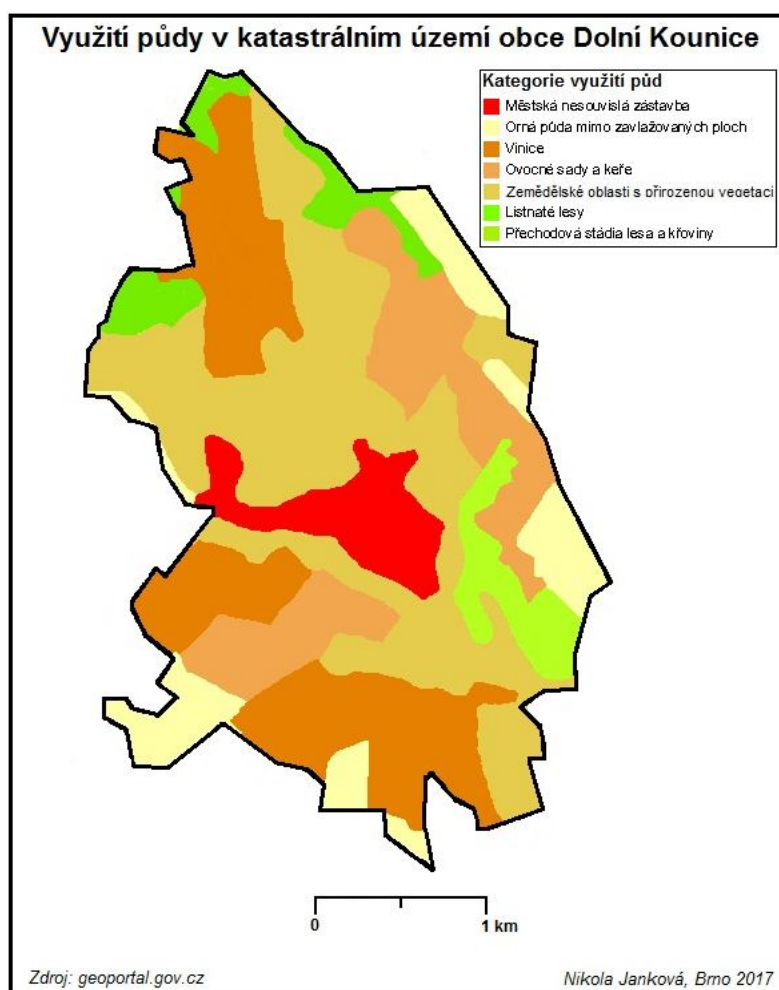 Využití půdy v katastrálním území obce Dolní Kounice
Kategorie využití půd
Městská nesouvislá zástavba
Orná půda mimo zavlažovaných ploch
Vinice
Ovocné sady a keře
Zemědělské oblasti s přirozenou vegetací
Listnaté lesy
Přechodová stádia lesa a křoviny
0 1 km
Zdroj: geoportal.gov.cz
Nikola Janková, Brno 2017